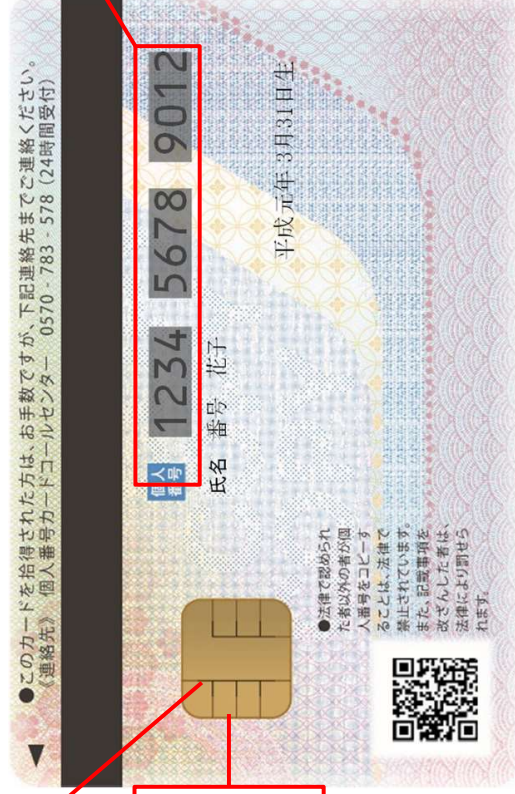 ●このカードを拾得された方は、お手数ですが、下記連絡先までご連絡ください。
《連絡先》 個人番号カードコールセンター 0570-783-578（24時間受付）
個人
番号
1234 5678 9012
氏名 番号 花子
平成元年 3月31日生
●法律で認められ
た者以外の者が個
人番号をコピーす
ることは、法律で
禁止されています。
また、記載事項を
改ざんした者は、
法律により罰せら
れます。